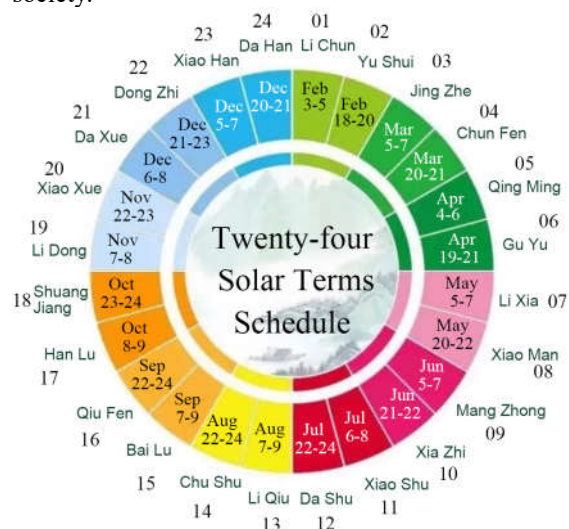 society.
24
Da Han
01
Li Chun
02
Yu Shui
03
Jing Zhe
04
Chun Fen
05
Qing Ming
06
Gu Yu
Li Xia 07
Xiao Man
08
Mang Zhong
09
Xia Zhi
10
Xiao Shu
11
Da Shu
12
Li Qiu
13
Chu Shu
14
Bai Lu
15
Qiu Fen
16
Han Lu
17
18 Shuang
Jiang
19
Li Dong
20
Xiao Xue
21
Da Xue
22
Dong Zhi
23
Xiao Han
Feb
3-5
Feb
18-20
Mar
5-7
Mar
20-21
Apr
4-6
Apr
19-21
May
5-7
May
20-22
Jun
5-7
Jun
21-22
Jul
6-8
Jul
22-24
Aug
7-9
Aug
22-24
Sep
7-9
Sep
22-24
Oct
8-9
Oct
23-24
Nov
7-8
Nov
22-23
Dec
6-8
Dec
21-23
Dec
5-7
Dec
20-21
Twenty-four
Solar Terms
Schedule